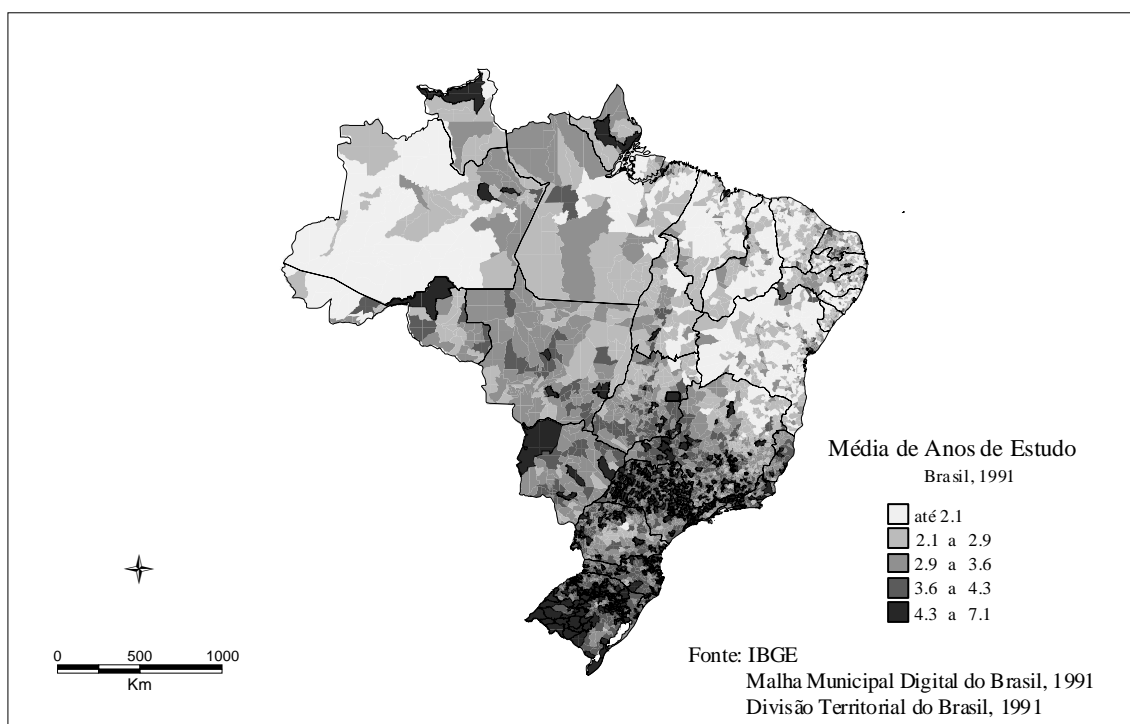 Média de Anos de Estudo
Brasil, 1991
até 2.1
2.1 a 2.9
2.9 a 3.6
3.6 a 4.3
4.3 a 7.1
0 500 1000
Km
Fonte: IBGE
Malha Municipal Digital do Brasil, 1991
Divisão Territorial do Brasil, 1991